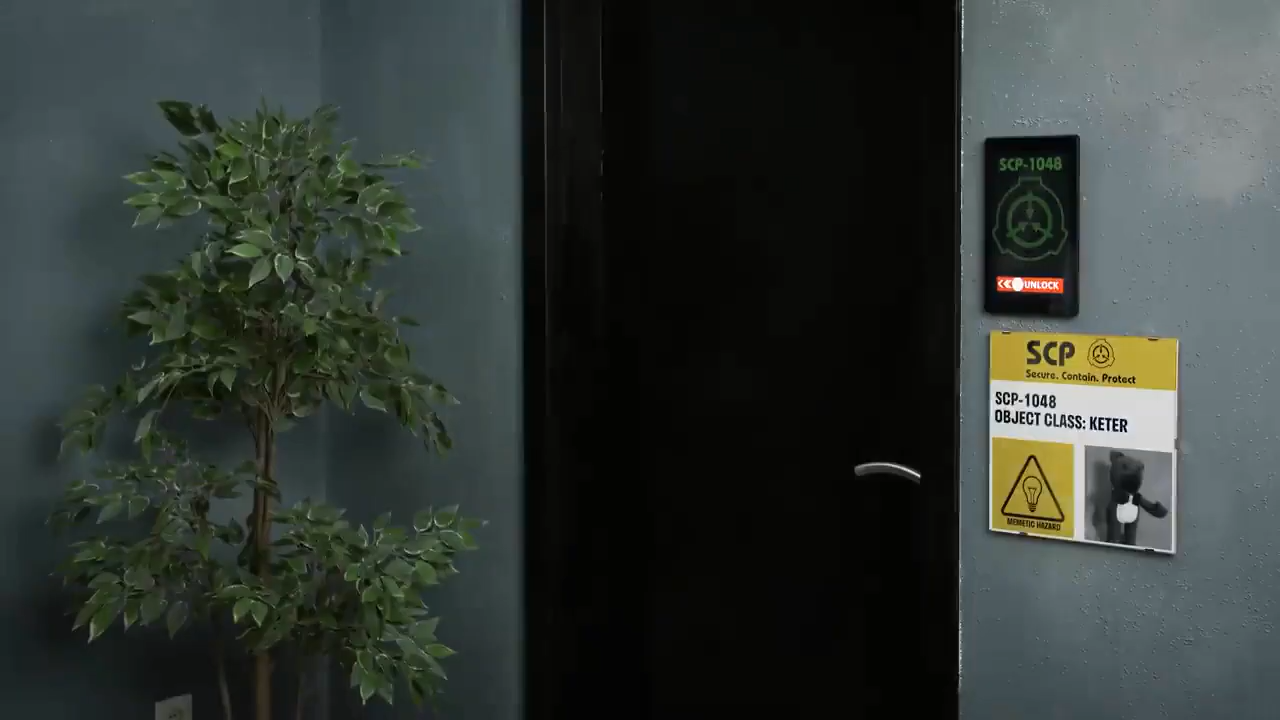 SCP-1048
UNLOCK
SCP
Secure. Contain. Protect
SCP-1048
OBJECT CLASS: KETER
MEMETIC HAZARD